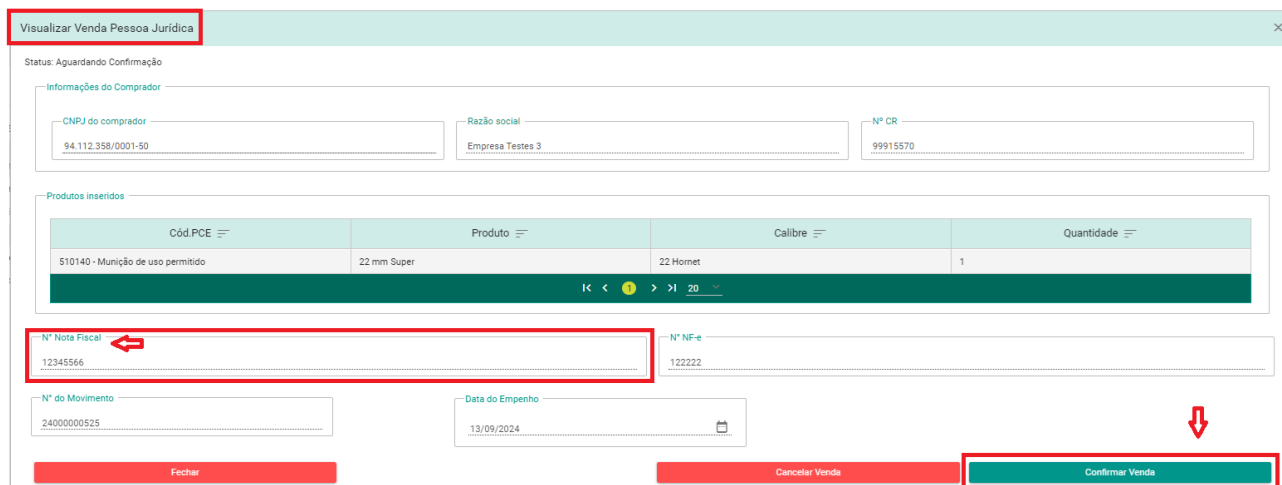 Visualizar Venda Pessoa Jurídica
Status: Aguardando Confirmação
Informações do Comprador
CNPJ do comprador Razão social Nº CR
94.112.358/0001-50 Empresa Testes 3 99915570
Produtos inseridos
Cód.PCE Produto Calibre Quantidade
510140 - Munição de uso permitido 22 mm Super 22 Hornet 1
1 20
N° Nota Fiscal N° NF-e
12345566 122222
N° do Movimento Data do Empenho
24000000525 13/09/2024
Fechar Cancelar Venda Confirmar Venda